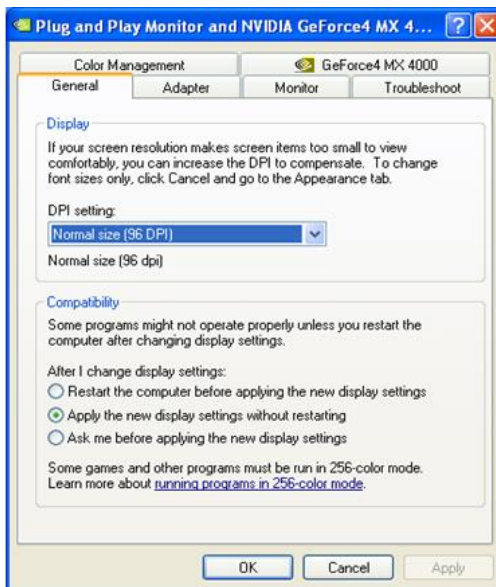 Plug and Play Monitor and NVIDIA GeForce4 MX 4...
Color Management
GeForce4 MX 4000
General
Adapter
Monitor
Troubleshoot
Display
If your screen resolution makes screen items too small to view
comfortably, you can increase the DPI to compensate. To change
font sizes only, click Cancel and go to the Appearance tab.
DPI setting:
Normal size (96 DPI)
Normal size (96 dpi)
Compatibility
Some programs might not operate properly unless you restart the
computer after changing display settings.
After I change display settings:
Restart the computer before applying the new display settings
Apply the new display settings without restarting
Ask me before applying the new display settings
Some games and other programs must be run in 256-color mode.
Learn more about running programs in 256-color mode.
OK
Cancel
Apply